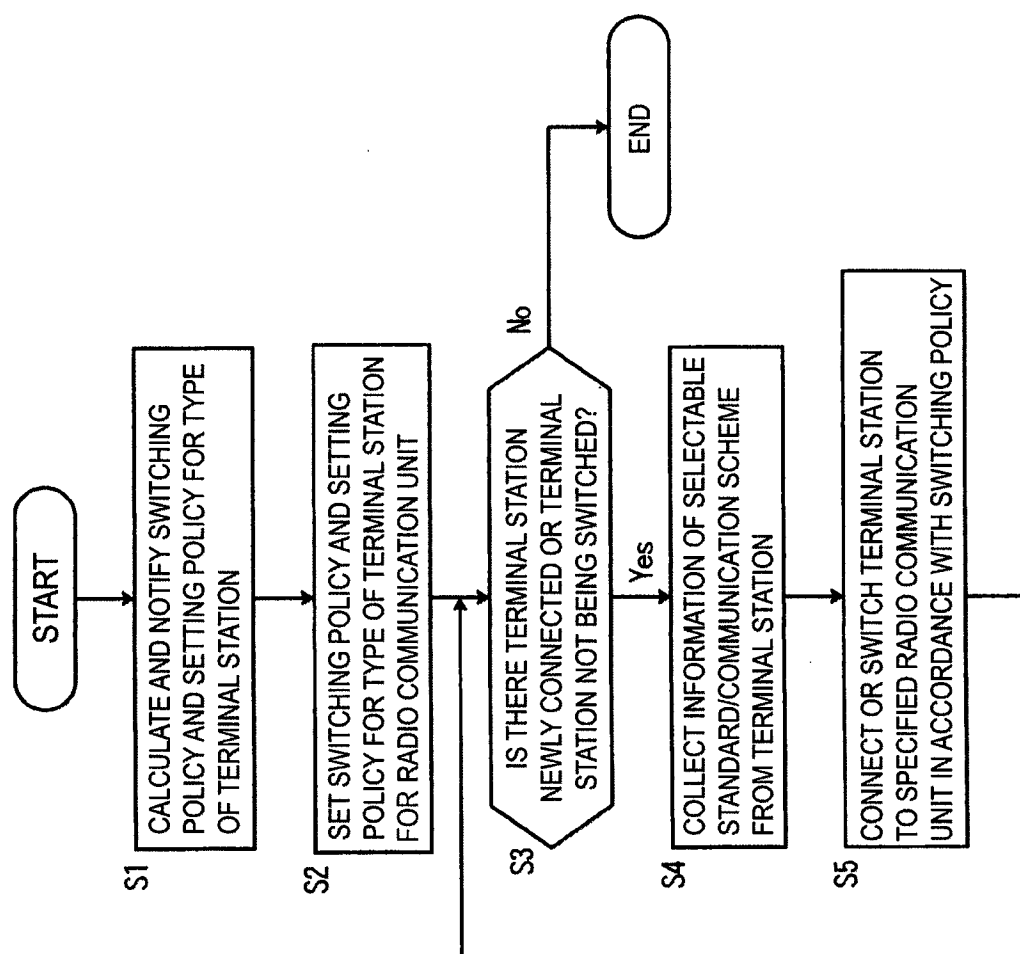 START
S1
CALCULATE AND NOTIFY SWITCHING
POLICY AND SETTING POLICY FOR TYPE
OF TERMINAL STATION
S2
SET SWITCHING POLICY AND SETTING
POLICY FOR TYPE OF TERMINAL STATION
FOR RADIO COMMUNICATION UNIT
S3
IS THERE TERMINAL STATION
NEWLY CONNECTED OR TERMINAL
STATION NOT BEING SWITCHED?
No
END
Yes
S4
COLLECT INFORMATION OF SELECTABLE
STANDARD/COMMUNICATION SCHEME
FROM TERMINAL STATION
S5
CONNECT OR SWITCH TERMINAL STATION
TO SPECIFIED RADIO COMMUNICATION
UNIT IN ACCORDANCE WITH SWITCHING POLICY